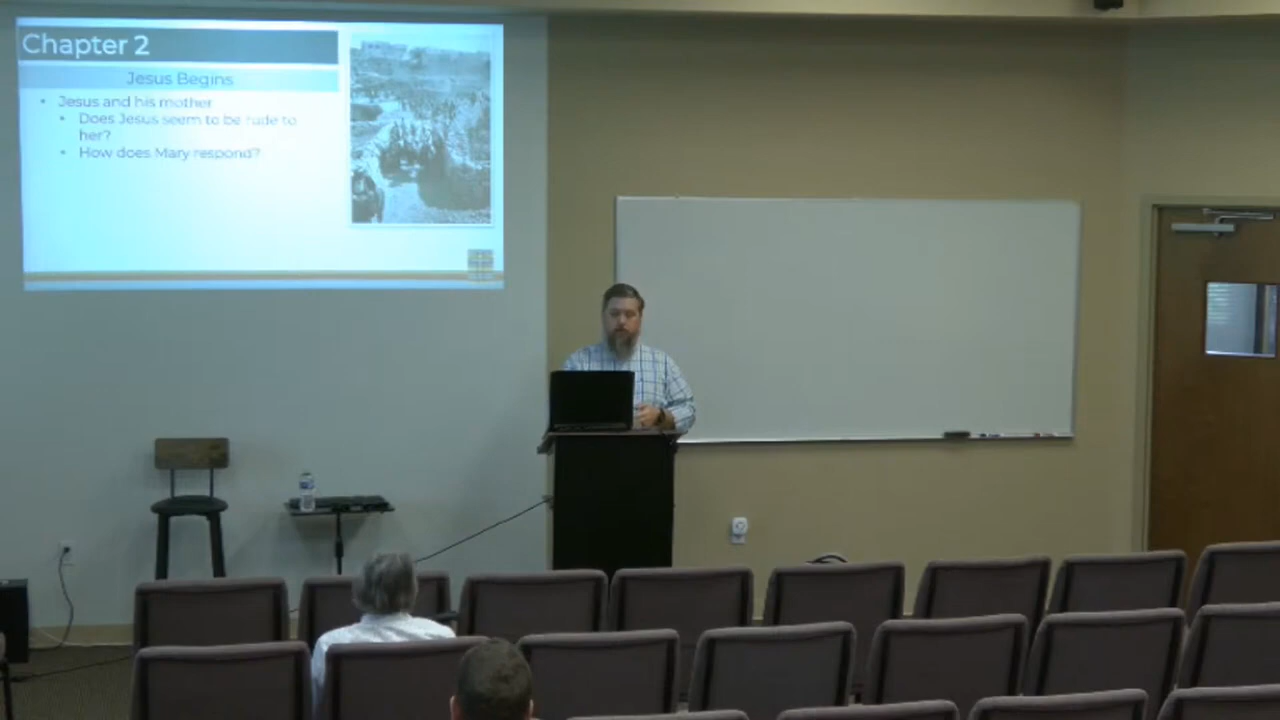 Chapter 2
Jesus Begins
• Jesus and his mother
• Does Jesus seem to be rude to
her?
• How does Mary respond?